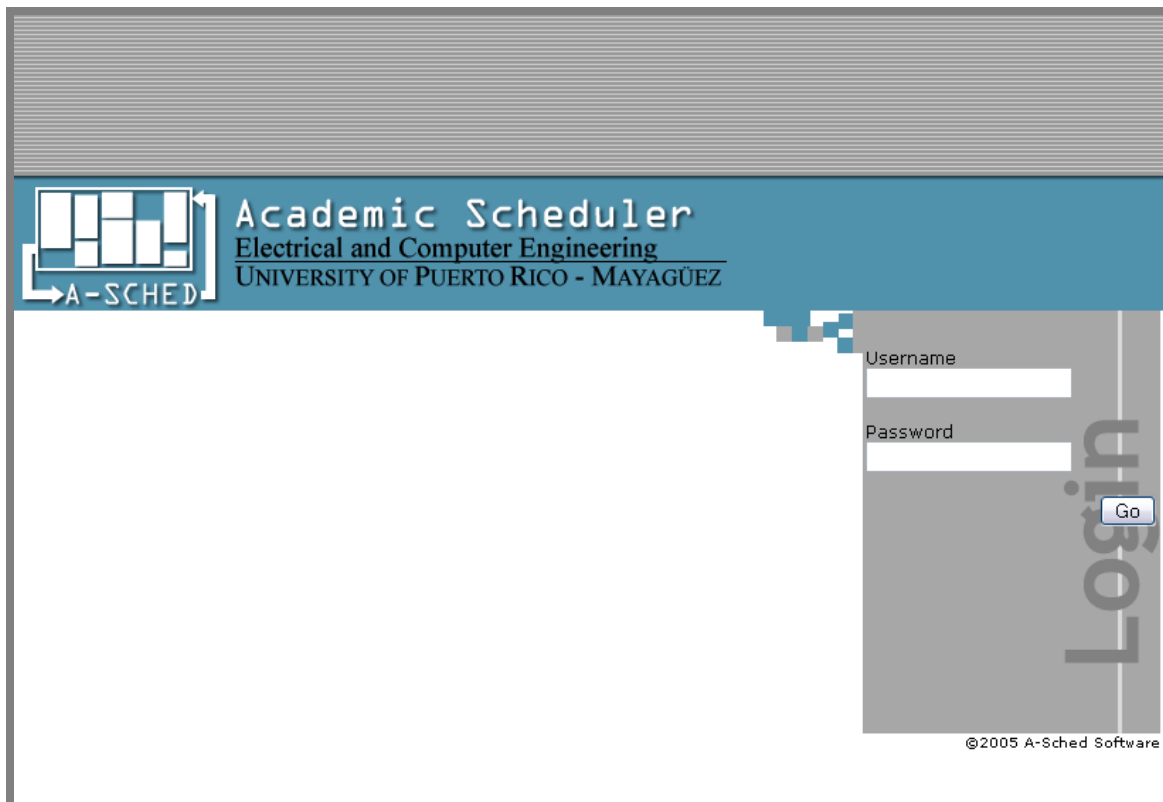 Academic Scheduler
Electrical and Computer Engineering
UNIVERSITY OF PUERTO RICO - MAYAGÜEZ
A-SCHED
Username
Password
Login
Go
©2005 A-Sched Software